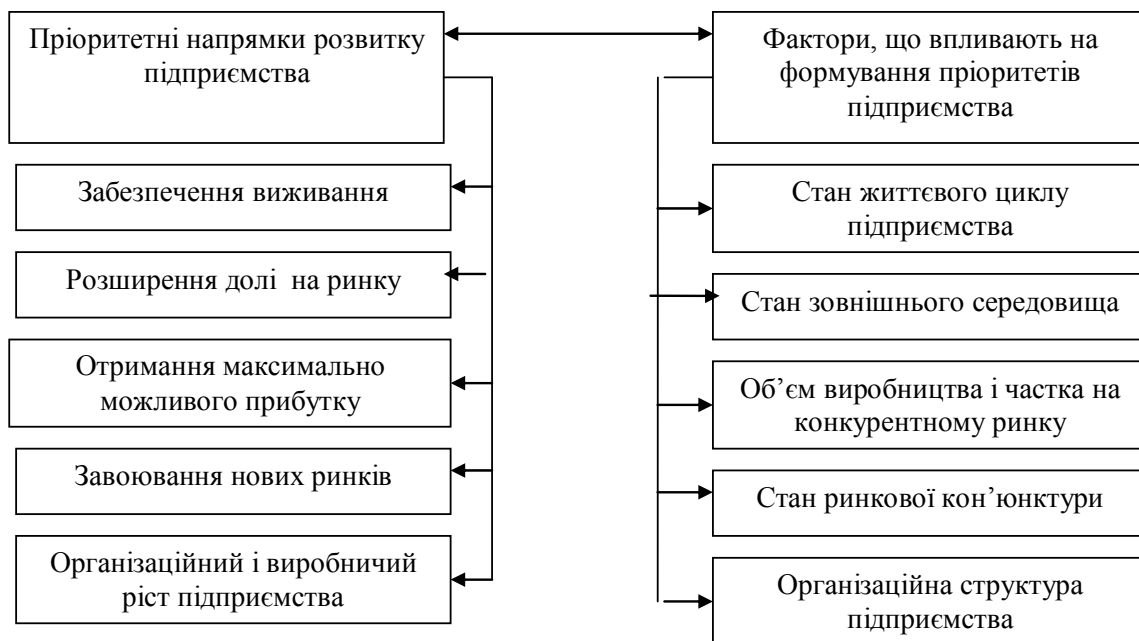 Пріоритетні напрямки розвитку
підприємства
Фактори, що впливають на
формування пріоритетів
підприємства
Забезпечення виживання
Розширення долі на ринку
Отримання максимально
можливого прибутку
Завоювання нових ринків
Організаційний і виробничий
ріст підприємства
Стан життєвого циклу
підприємства
Стан зовнішнього середовища
Об’єм виробництва і частка на
конкурентному ринку
Стан ринкової кон’юнктури
Організаційна структура
підприємства